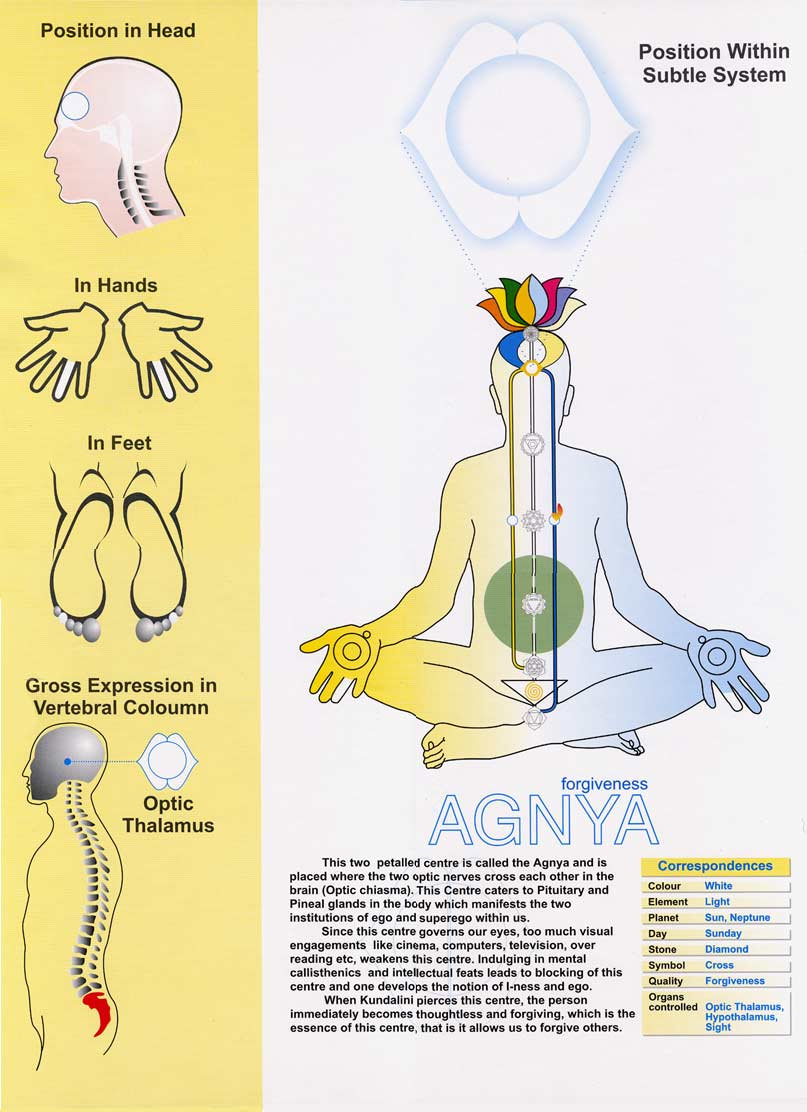 Position in Head
In Hands
In Feet
Gross Expression in
Vertebral Coloumn
Optic
Thalamus
Position Within
Subtle System
forgiveness
AGNYA
This two petalled centre is called the Agnya and is
placed where the two optic nerves cross each other in the
brain (Optic chiasma). This Centre caters to Pituitary and
Pineal glands in the body which manifests the two
institutions of ego and superego within us.
Since this centre governs our eyes, too much visual
engagements like cinema, computers, television, over
reading etc, weakens this centre. Indulging in mental
callisthenics and intellectual feats leads to blocking of this
centre and one develops the notion of I-ness and ego.
When Kundalini pierces this centre, the person
immediately becomes thoughtless and forgiving, which is the
essence of this centre, that is it allows us to forgive others.
Correspondences
Colour White
Element Light
Planet Sun, Neptune
Day Sunday
Stone Diamond
Symbol Cross
Quality Forgiveness
Organs
controlled Optic Thalamus,
Hypothalamus,
Sight